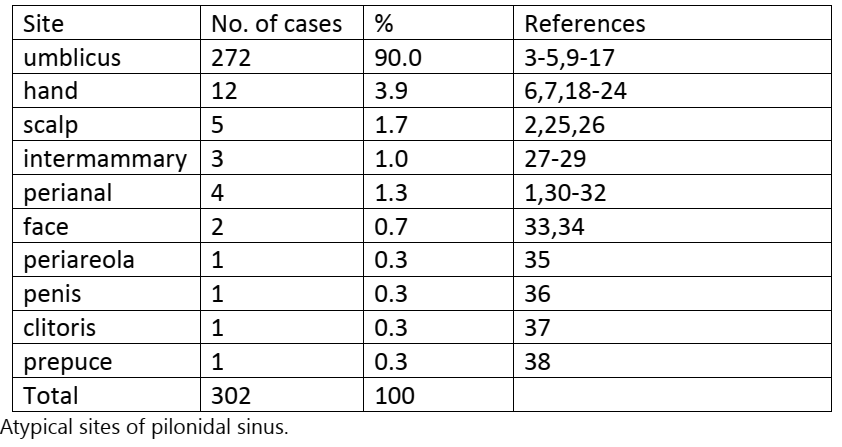 Site No. of cases % References
umblicus 272 90.0 3-5,9-17
hand 12 3.9 6,7,18-24
scalp 5 1.7 2,25,26
intermammary 3 1.0 27-29
perianal 4 1.3 1,30-32
face 2 0.7 33,34
periareola 1 0.3 35
penis 1 0.3 36
clitoris 1 0.3 37
prepuce 1 0.3 38
Total 302 100
Atypical sites of pilonidal sinus.